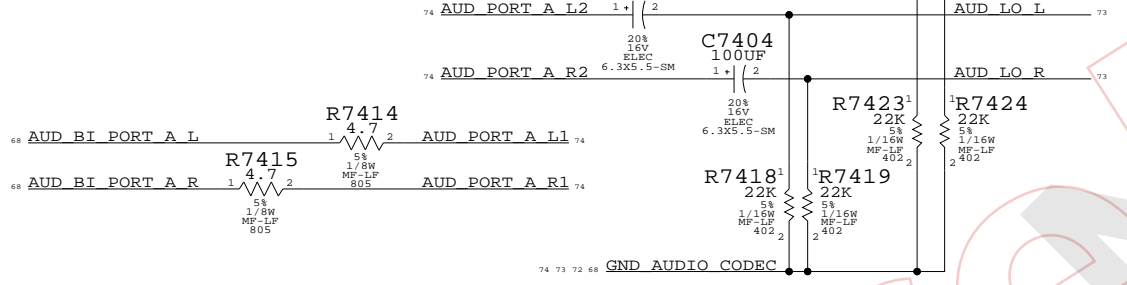 74 AUD_PORT_A_L2 1 + 2 AUD_LO_L 73
20%
16V
ELEC
6.3X5.5-SM
C7404
100UF
74 AUD_PORT_A_R2 1 + 2 AUD_LO_R 73
20%
16V
ELEC
6.3X5.5-SM
R7414
4.7
68 AUD_BI_PORT_A_L 1 2 AUD_PORT_A_L1 74
5%
1/8W
MF-LF
805
R7415
4.7
68 AUD_BI_PORT_A_R 1 2 AUD_PORT_A_R1 74
5%
1/8W
MF-LF
805
R7423 1
22K
5%
1/16W
MF-LF
402 2
1 R7424
22K
5%
1/16W
MF-LF
402
2
R7418 1
22K
5%
1/16W
MF-LF
402
2
1 R7419
22K
5%
1/16W
MF-LF
402
2
74 73 72 68 GND_AUDIO_CODEC